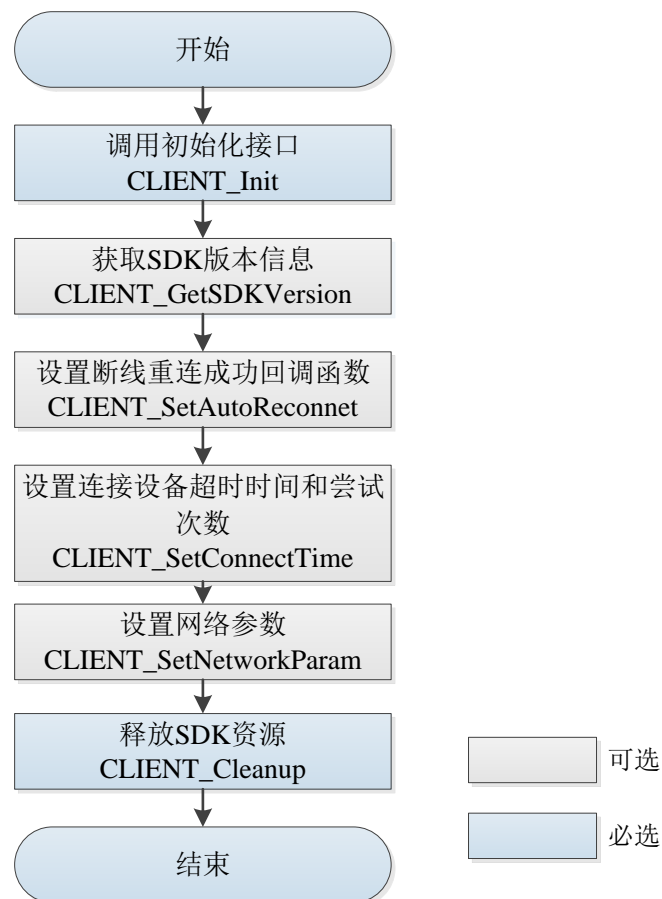 开始
调用初始化接口
CLIENT_Init
获取SDK版本信息
CLIENT_GetSDKVersion
设置断线重连成功回调函数
CLIENT_SetAutoReconnet
设置连接设备超时时间和尝试
次数
CLIENT_SetConnectTime
设置网络参数
CLIENT_SetNetworkParam
释放SDK资源
CLIENT_Cleanup
结束
可选
必选